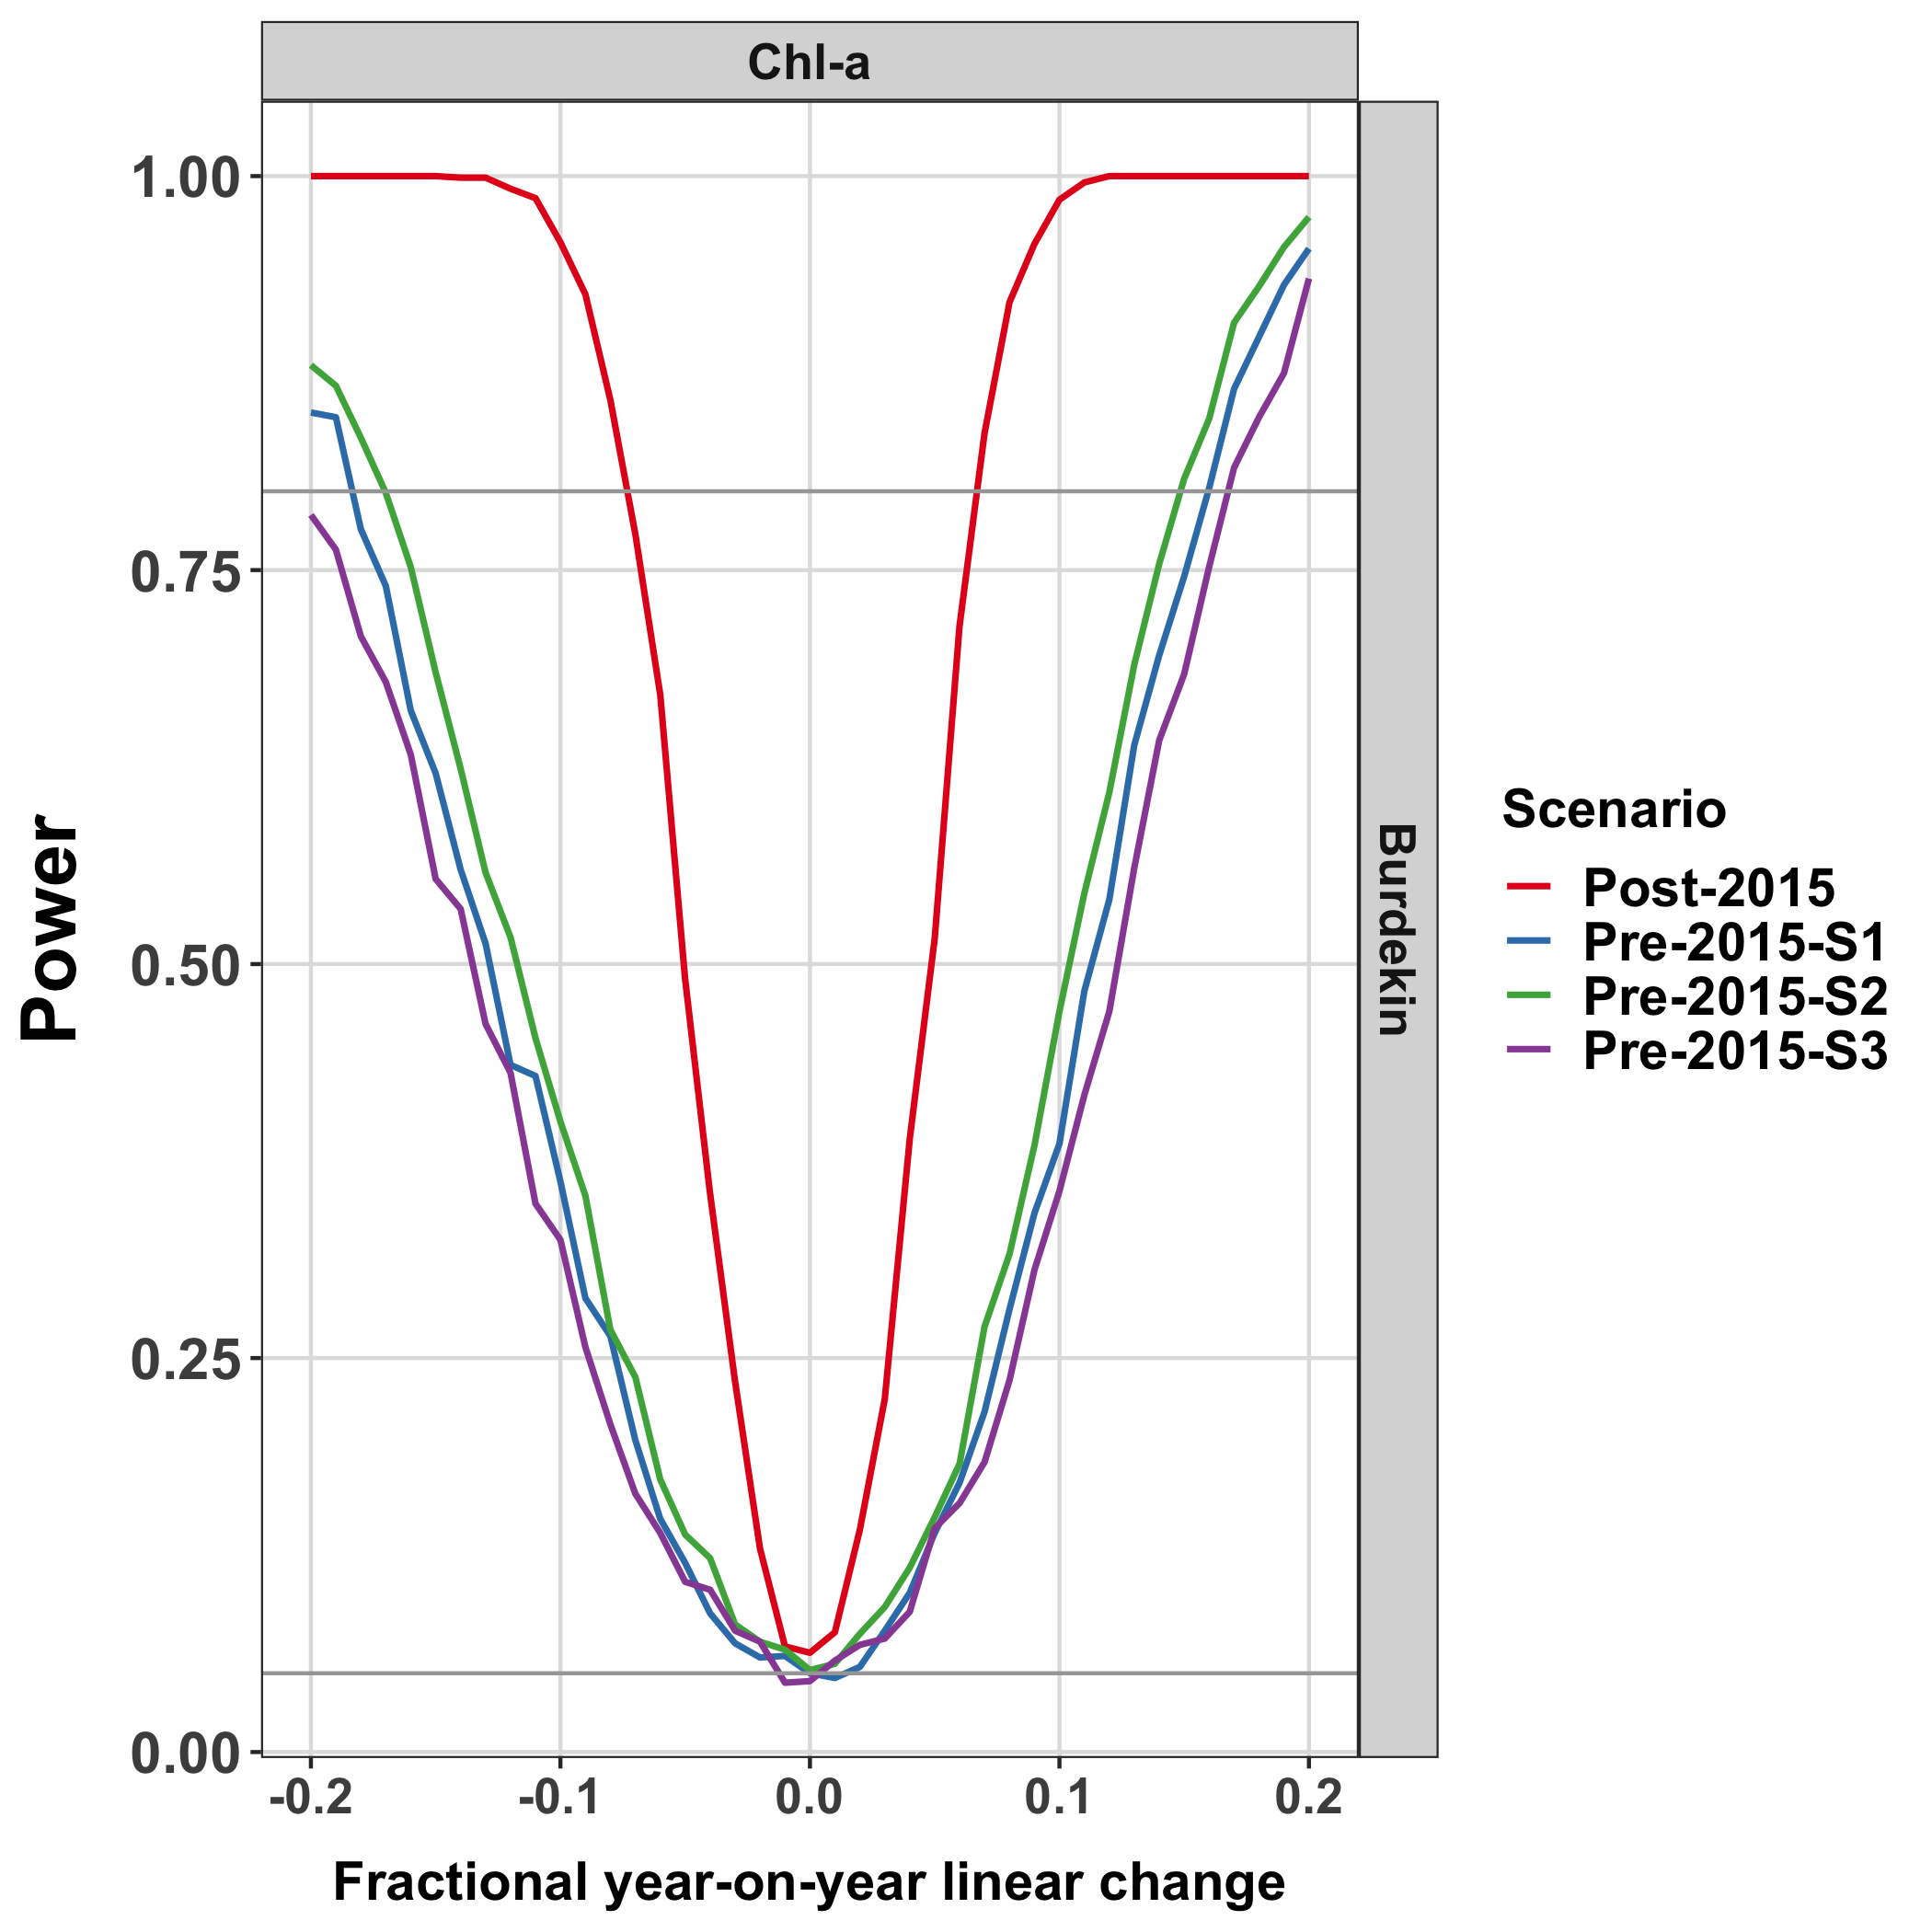 Chl-a
1.00
0.75
0.50
0.25
0.00
Power
-0.2
-0.1
0.0
0.1
0.2
Fractional year-on-year linear change
Burdekin
Scenario
Post-2015
Pre-2015-S1
Pre-2015-S2
Pre-2015-S3